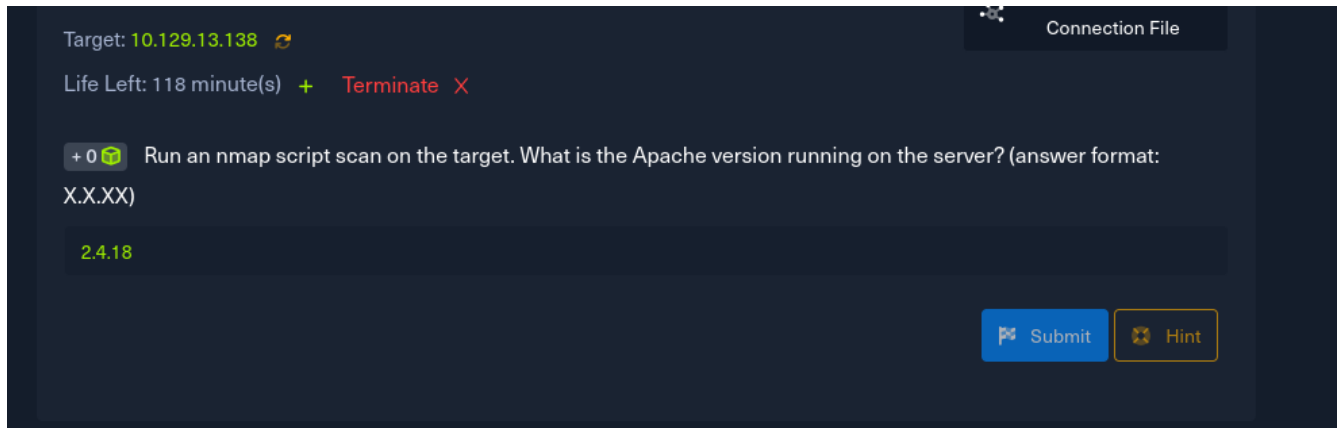 Connection File
Target: 10.129.13.138
Life Left: 118 minute(s) + Terminate X
+ 0 Run an nmap script scan on the target. What is the Apache version running on the server? (answer format:
X.X.XX)
2.4.18
Submit Hint